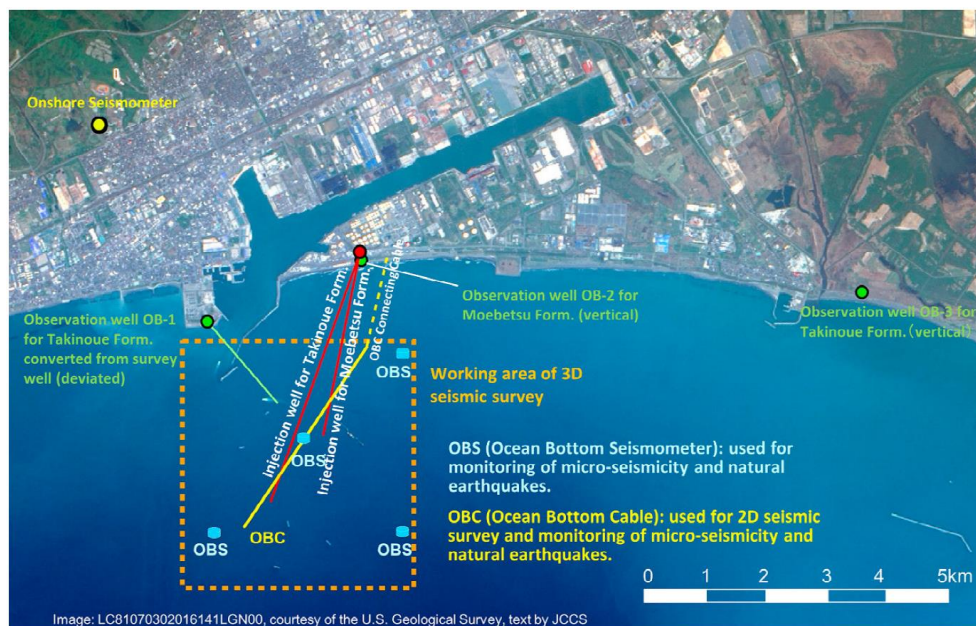 Onshore Seismometer
Observation well OB-1
for Takinoue Form.
converted from survey
well (deviated)
Injection well for Takinoue Form.
Injection well for Moebetsu Form.
OBC Connecting Cable
Observation well OB-2 for
Moebetsu Form. (vertical)
Observation well OB-3 for
Takinoue Form. (vertical)
OBS
Working area of 3D
seismic survey
OBS
OBS
OBC
OBS
OBS (Ocean Bottom Seismometer): used for
monitoring of micro-seismicity and natural
earthquakes.
OBC (Ocean Bottom Cable): used for 2D seismic
survey and monitoring of micro-seismicity and
natural earthquakes.
0 1 2 3 4 5km
Image: LC81070302016141LGN00, courtesy of the U.S. Geological Survey, text by JCCS